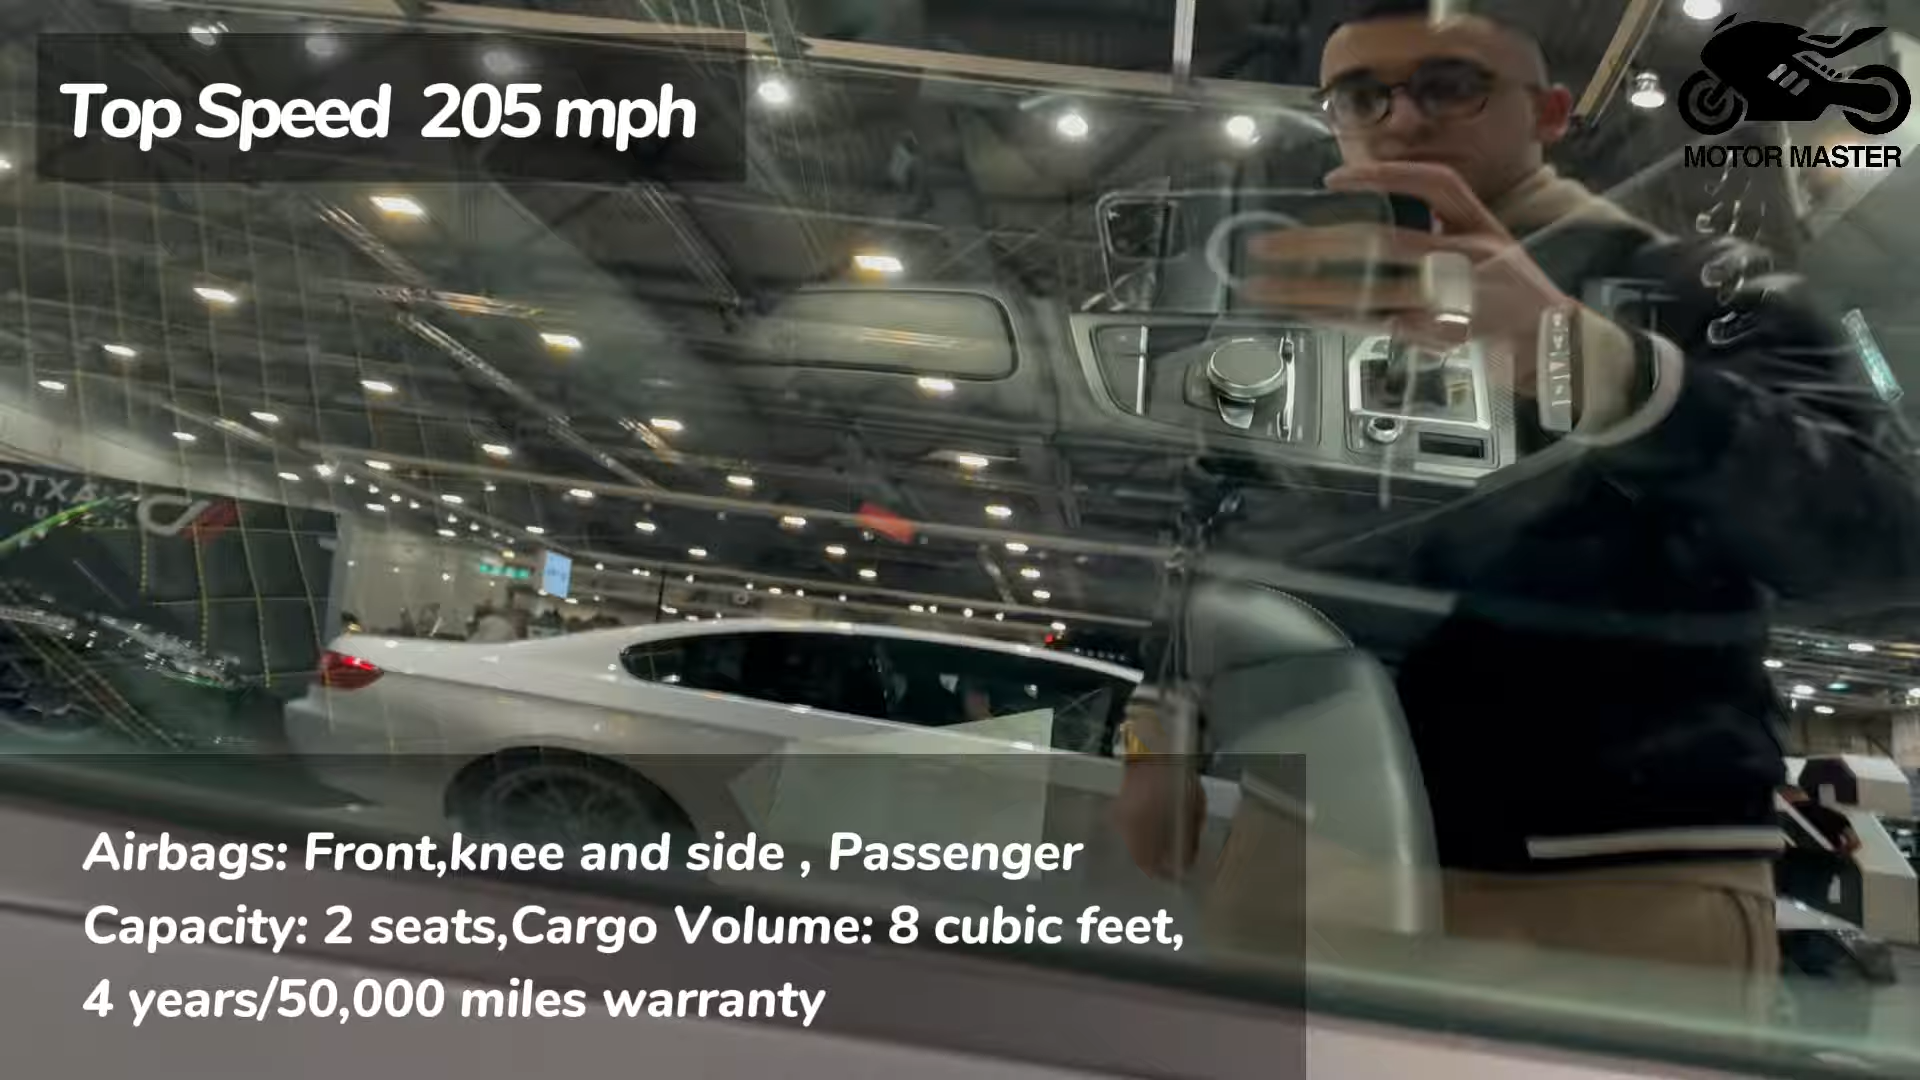 Top Speed 205 mph
MOTOR MASTER
Airbags: Front,knee and side , Passenger
Capacity: 2 seats,Cargo Volume: 8 cubic feet,
4 years/50,000 miles warranty